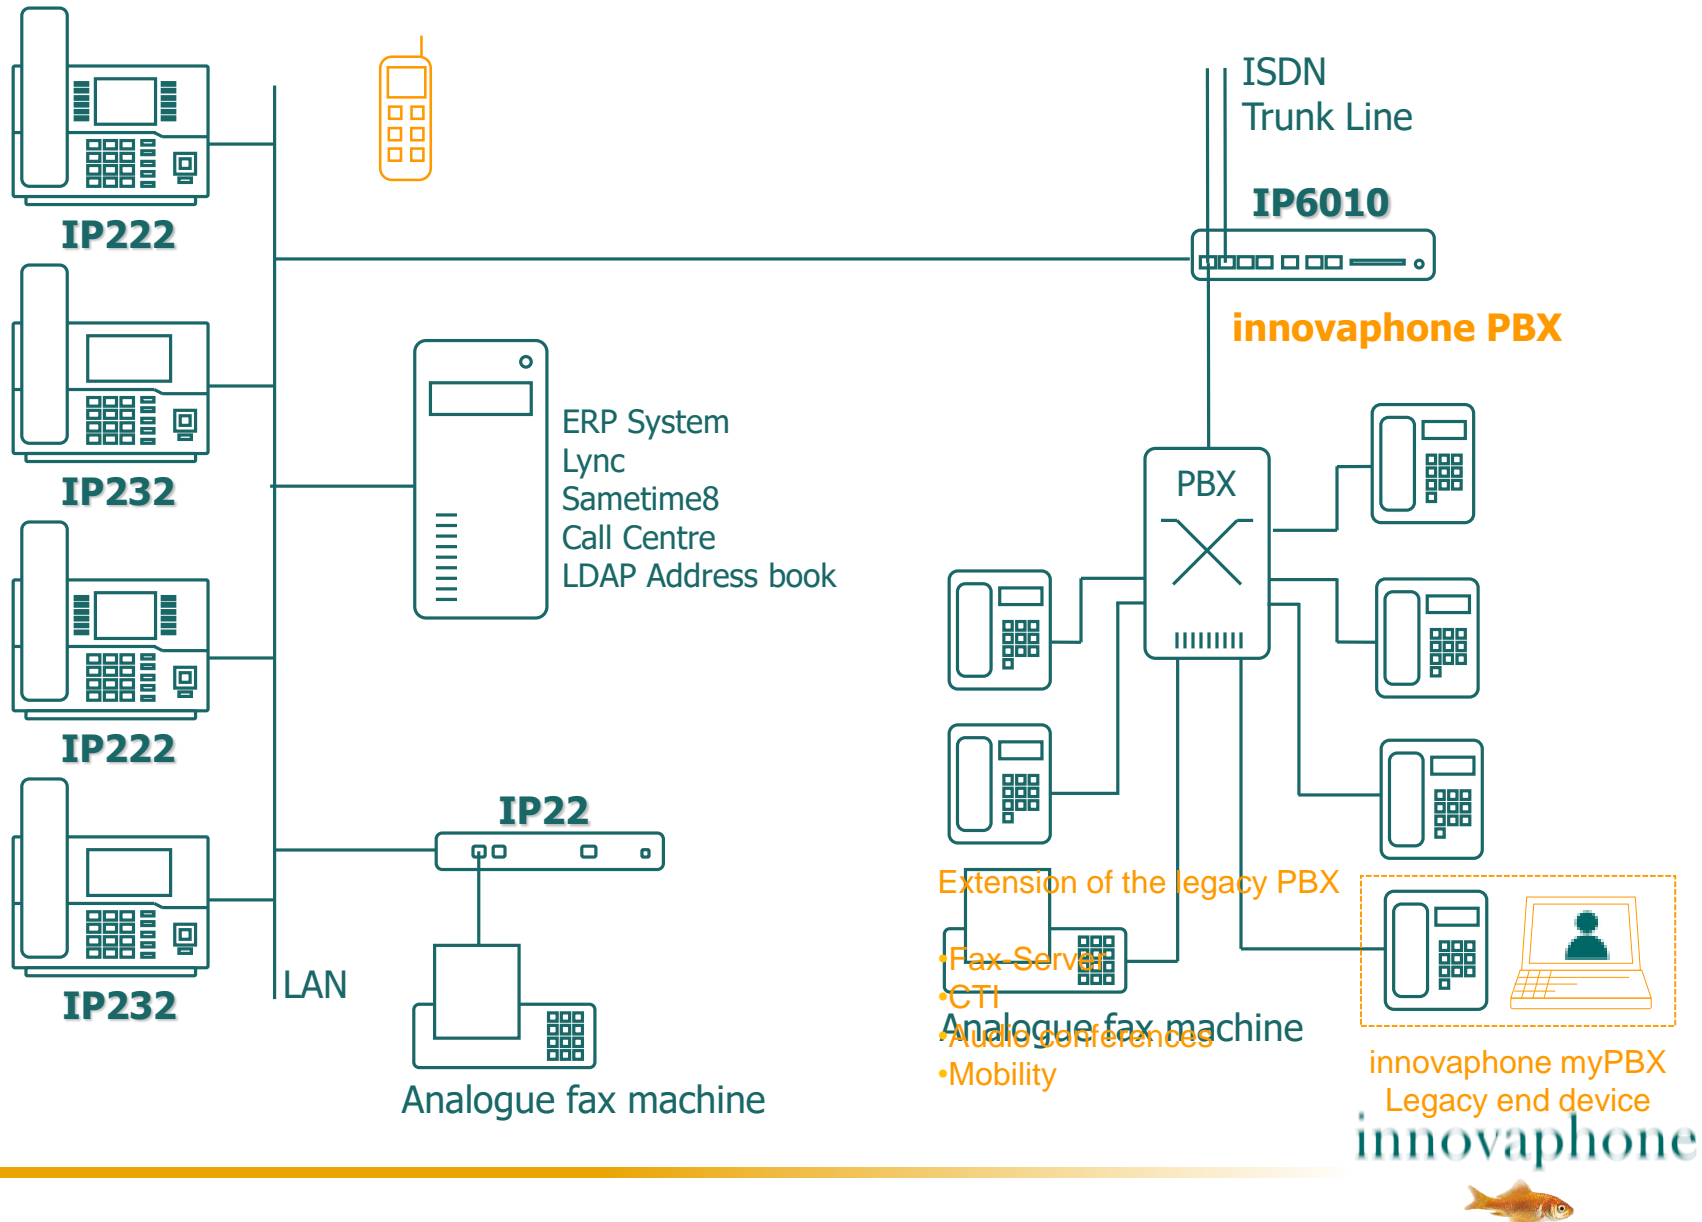 ISDN
Trunk Line
IP6010
innovaphone PBX
IP222
IP232
ERP System
Lync
Sametime8
Call Centre
LDAP Address book
PBX
IP222
IP22
IP232
LAN
Analogue fax machine
Extension of the legacy PBX
•Fax-Server
•CTI
•Audio conferences
•Mobility
Analogue fax machine
innovaphone myPBX
Legacy end device
innovaphone